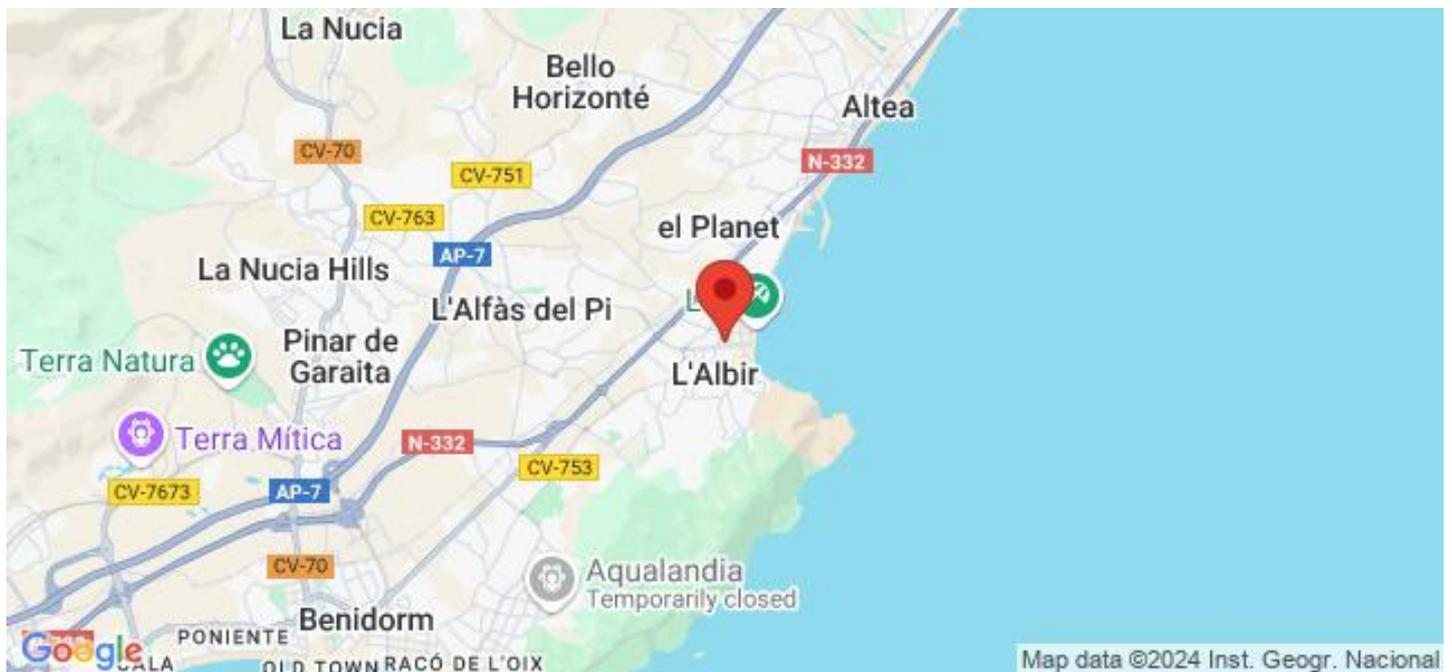 La Nucia
Bello
Horizonté
Altea
CV-70
N-332
CV-751
CV-763
el Planet
AP-7
La Nucia Hills
L'Alfàs del Pi
Pinar de
Garaita
Terra Natura
L'Albir
Terra Mítica
N-332
CV-753
CV-7673
AP-7
CV-70
Aqualandia
Temporarily closed
Benidorm
PONIENTE
Google
CALA
OLD TOWN
RACÓ DE L'OIX
Map data ©2024 Inst. Geogr. Nacional